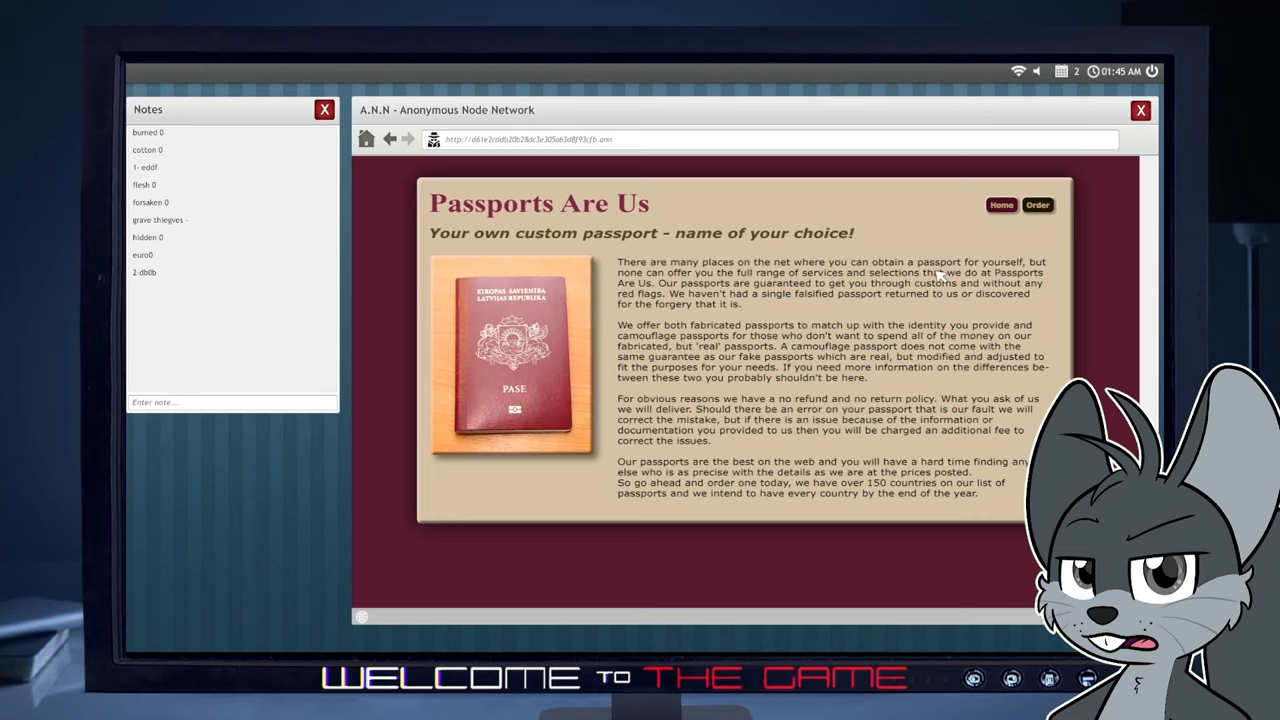 2
01:45 AM
Notes
X
burned 0
cotton 0
1- eddf
flesh 0
forsaken 0
grave thiegves -
hidden 0
euro0
2-db0b
Enter note...
A.N.N - Anonymous Node Network
X
http://d61e2cddb20b28dc3e305a63d8f93cfb.ann
Passports Are Us
Home
Order
Your own custom passport - name of your choice!
EIROPAS SAVIENĪBA
LATVIJAS REPUBLIKA
PASE
There are many places on the net where you can obtain a passport for yourself, but
none can offer you the full range of services and selections that we do at Passports
Are Us. Our passports are guaranteed to get you through customs and without any
red flags. We haven't had a single falsified passport returned to us or discovered
for the forgery that it is.
We offer both fabricated passports to match up with the identity you provide and
camouflage passports for those who don't want to spend all of the money on our
fabricated, but 'real' passports. A camouflage passport does not come with the
same guarantee as our fake passports which are real, but modified and adjusted to
fit the purposes for your needs. If you need more information on the differences be-
tween these two you probably shouldn't be here.
For obvious reasons we have a no refund and no return policy. What you ask of us
we will deliver. Should there be an error on your passport that is our fault we will
correct the mistake, but if there is an issue because of the information or
documentation you provided to us then you will be charged an additional fee to
correct the issues.
Our passports are the best on the web and you will have a hard time finding any
else who is as precise with the details as we are at the prices posted.
So go ahead and order one today, we have over 150 countries on our list of
passports and we intend to have every country by the end of the year.
WELCOME TO THE GAME